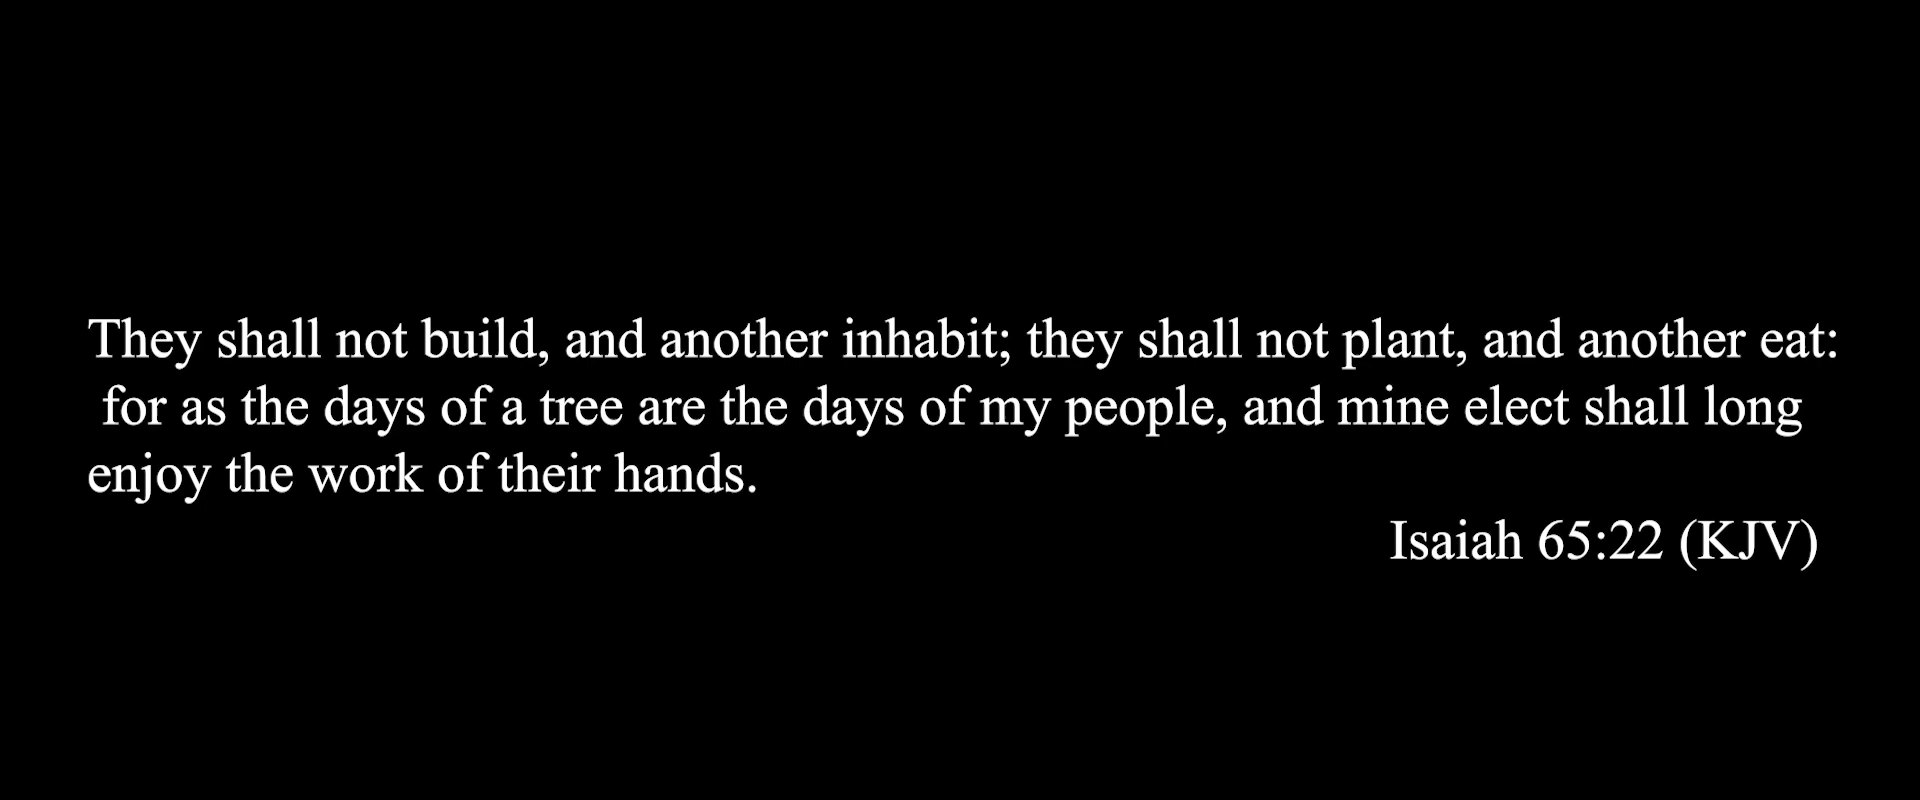 They shall not build, and another inhabit; they shall not plant, and another eat:
for as the days of a tree are the days of my people, and mine elect shall long
enjoy the work of their hands.
Isaiah 65:22 (KJV)